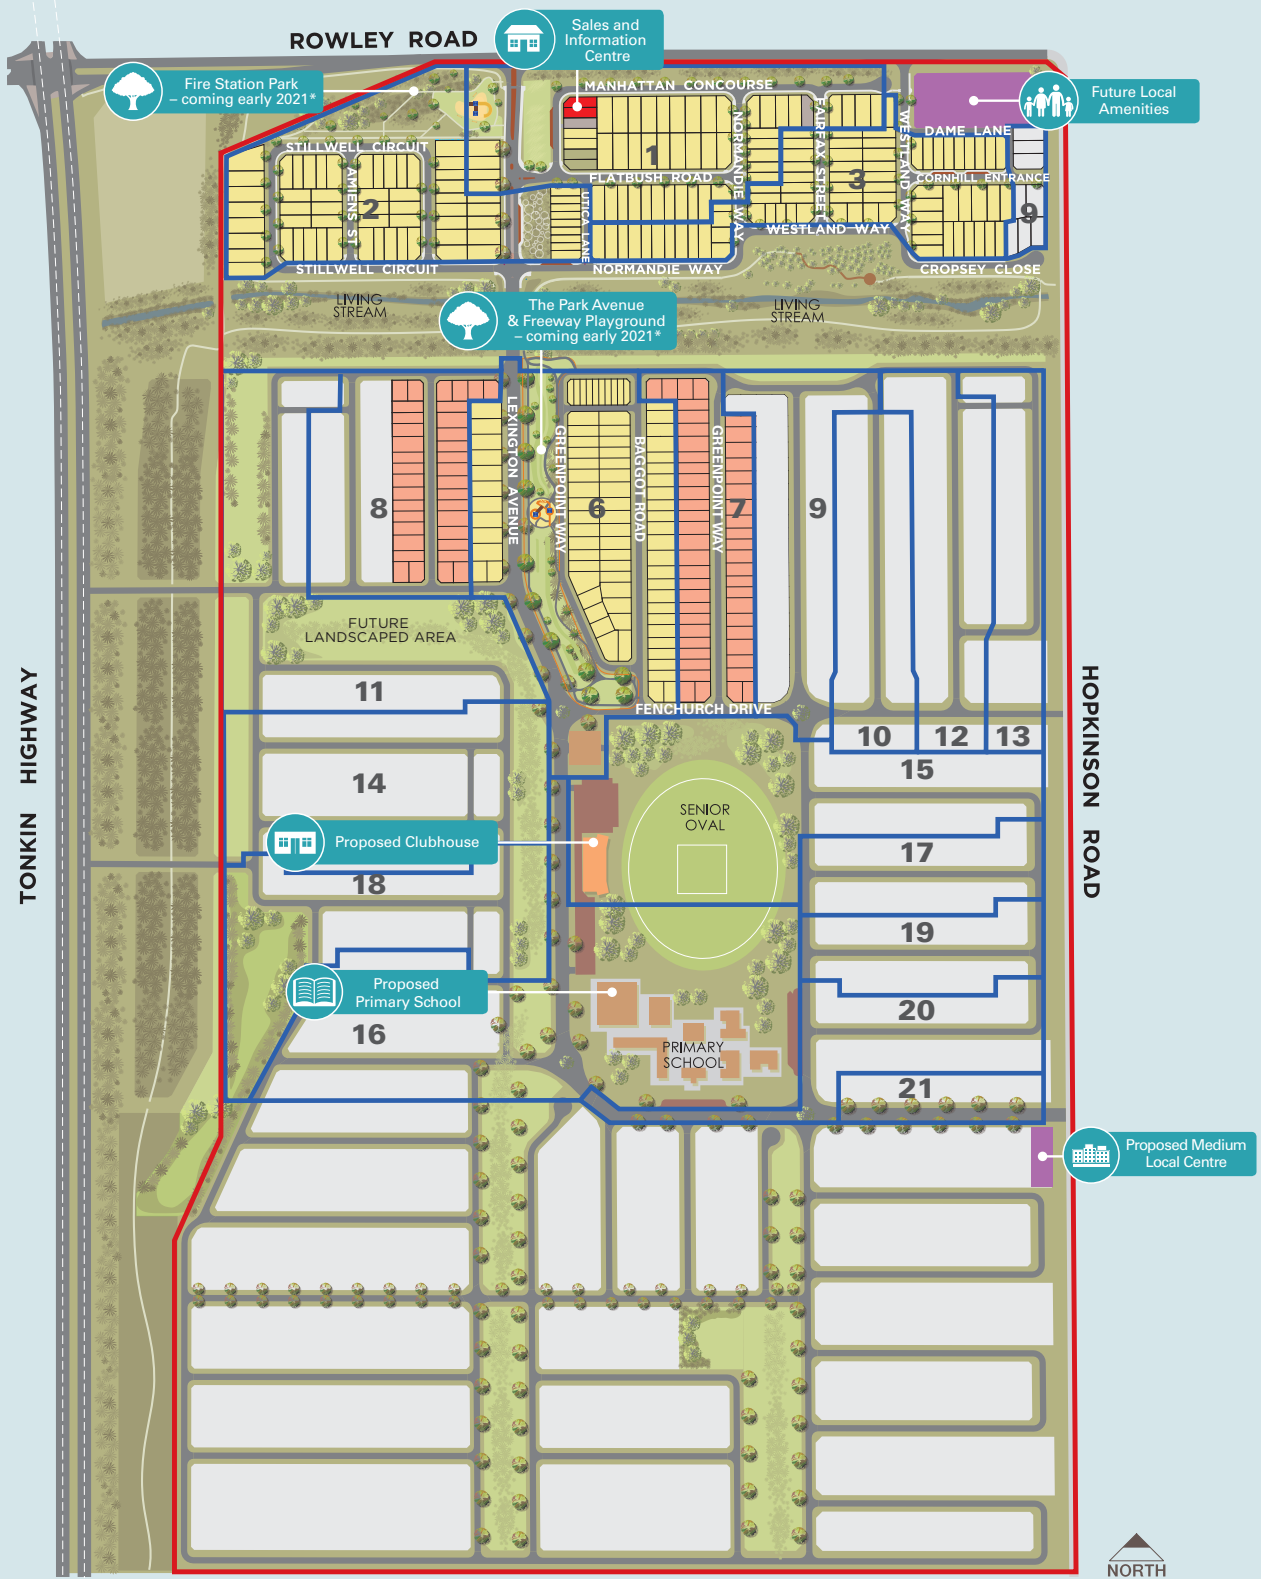 ROWLEY ROAD
Sales and
Information
Centre
Fire Station Park
– coming early 2021*
MANHATTAN CONCOURSE
Future Local
Amenities
STILLWELL CIRCUIT
AMIENS ST
2
1
FLATBUSH ROAD
UTICA LANE
NORMANDIE WAY
FAIRFAX STREET
3
WESTLAND WAY
DAME LANE
CORNHILL ENTRANCE
9
WESTLAND WAY
STILLWELL CIRCUIT
NORMANDIE WAY
CROPSEY CLOSE
LIVING
STREAM
The Park Avenue
& Freeway Playground
– coming early 2021*
LIVING
STREAM
LEXINGTON AVENUE
GREENPOINT WAY
BAGGOT ROAD
GREENPOINT WAY
8
6
7
9
FUTURE
LANDSCAPED AREA
TONKIN HIGHWAY
HOPKINSON ROAD
11
FENCHURCH DRIVE
10
12
13
15
14
SENIOR
OVAL
Proposed Clubhouse
17
18
19
Proposed
Primary School
20
16
PRIMARY
SCHOOL
21
Proposed Medium
Local Centre
NORTH